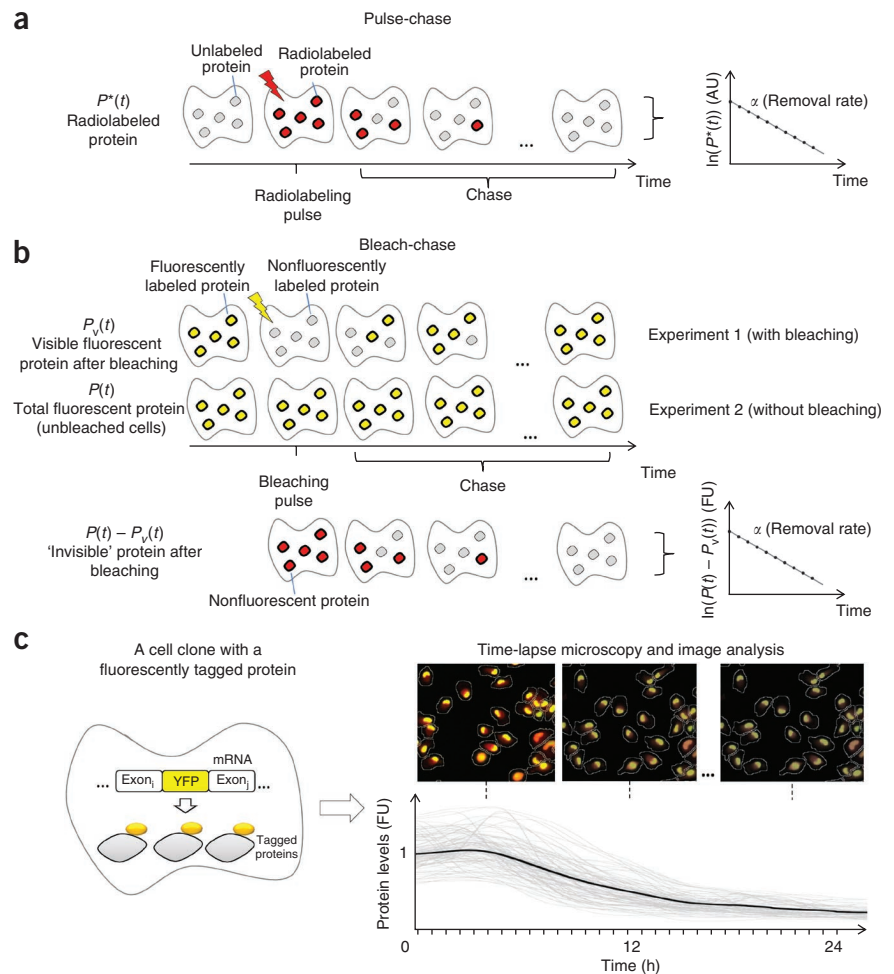 a
Pulse-chase
Unlabeled
protein
Radiolabeled
protein
P*(t)
Radiolabeled
protein
...
Time
Radiolabeling
pulse
Chase
ln(P*(t)) (AU)
α (Removal rate)
Time
b
Bleach-chase
Fluorescently
labeled protein
Nonfluorescently
labeled protein
Pv(t)
Visible fluorescent
protein after bleaching
...
Experiment 1 (with bleaching)
P(t)
Total fluorescent protein
(unbleached cells)
...
Experiment 2 (without bleaching)
Time
Bleaching
pulse
Chase
P(t) – Pv(t)
'Invisible' protein after
bleaching
...
Nonfluorescent protein
ln(P(t) – Pv(t)) (FU)
α (Removal rate)
Time
c
A cell clone with a
fluorescently tagged protein
mRNA
... Exoni YFP Exonj ...
Tagged
proteins
Time-lapse microscopy and image analysis
...
Protein levels (FU)
1
0 12 24
Time (h)